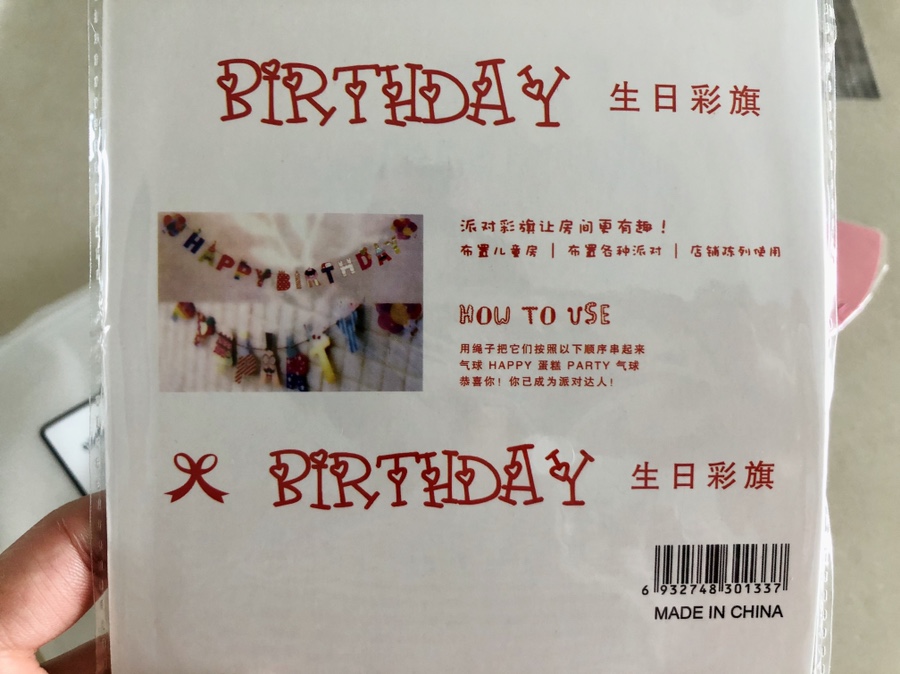 BIRTHDAY 生日彩旗
HAPPY BIRTHDAY
派对彩旗让房间更有趣！
布置儿童房 | 布置各种派对 | 店铺陈列使用
HOW TO USE
用绳子把它们按照以下顺序串起来
气球 HAPPY 蛋糕 PARTY 气球
恭喜你！你已成为派对达人！
BIRTHDAY 生日彩旗
6 932748 301337
MADE IN CHINA